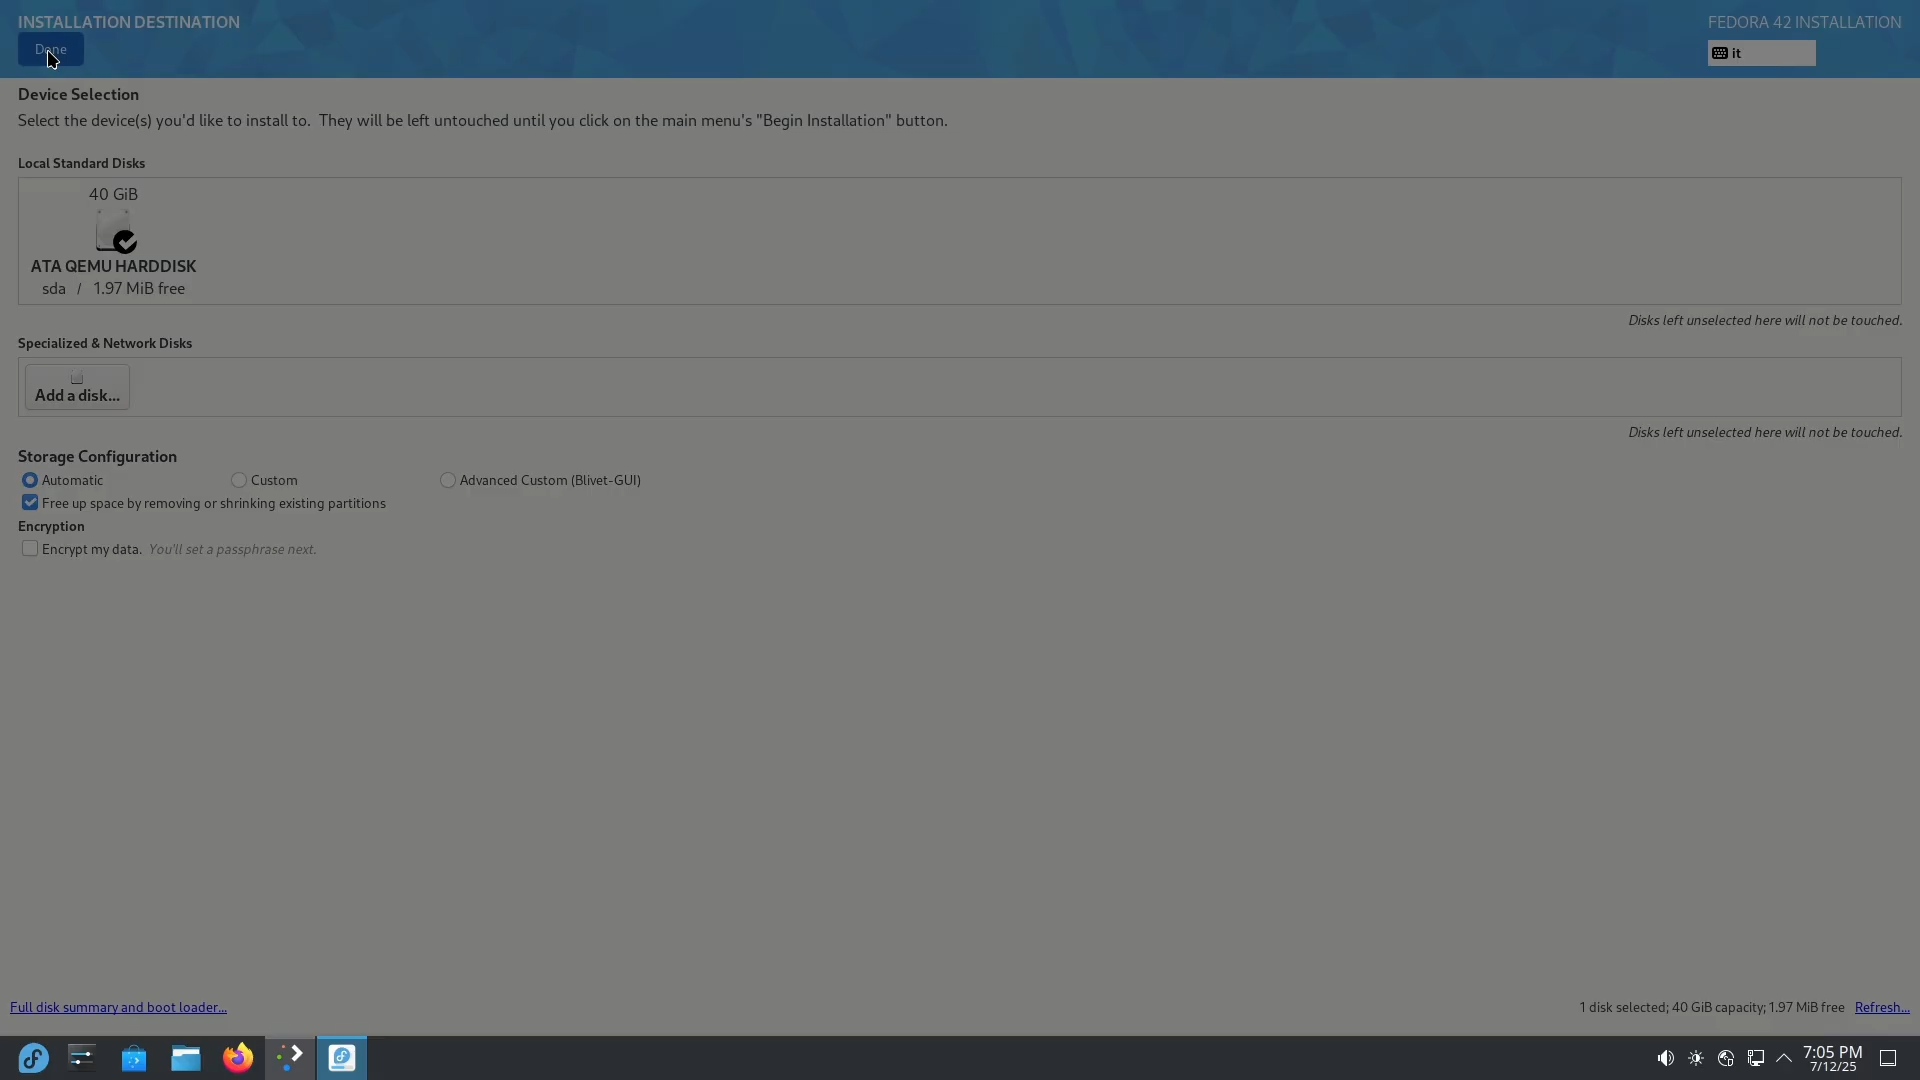 INSTALLATION DESTINATION
FEDORA 42 INSTALLATION
Done
it
Device Selection
Select the device(s) you'd like to install to.  They will be left untouched until you click on the main menu's "Begin Installation" button.
Local Standard Disks
40 GiB
ATA QEMU HARDDISK
sda / 1.97 MiB free
Disks left unselected here will not be touched.
Specialized & Network Disks
Add a disk...
Disks left unselected here will not be touched.
Storage Configuration
Automatic Custom Advanced Custom (Blivet-GUI)
Free up space by removing or shrinking existing partitions
Encryption
Encrypt my data. You'll set a passphrase next.
Full disk summary and boot loader...
1 disk selected; 40 GiB capacity; 1.97 MiB free Refresh...
7:05 PM
7/12/25